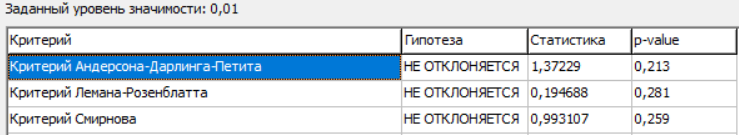 Заданный уровень значимости: 0,01
Критерий Гипотеза Статистика p-value
Критерий Андерсона-Дарлинга-Петита НЕ ОТКЛОНЯЕТСЯ 1,37229 0,213
Критерий Лемана-Розенблатта НЕ ОТКЛОНЯЕТСЯ 0,194688 0,281
Критерий Смирнова НЕ ОТКЛОНЯЕТСЯ 0,993107 0,259